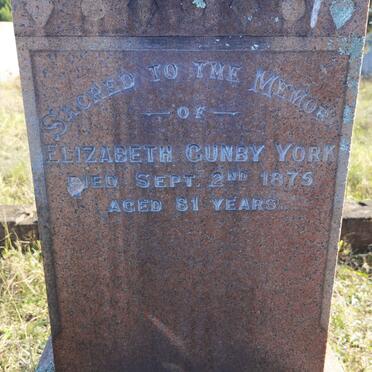 SACRED TO THE MEMORY
OF
ELIZABETH GUNBY YORK
DIED SEPT. 2ND 1875
AGED 81 YEARS.